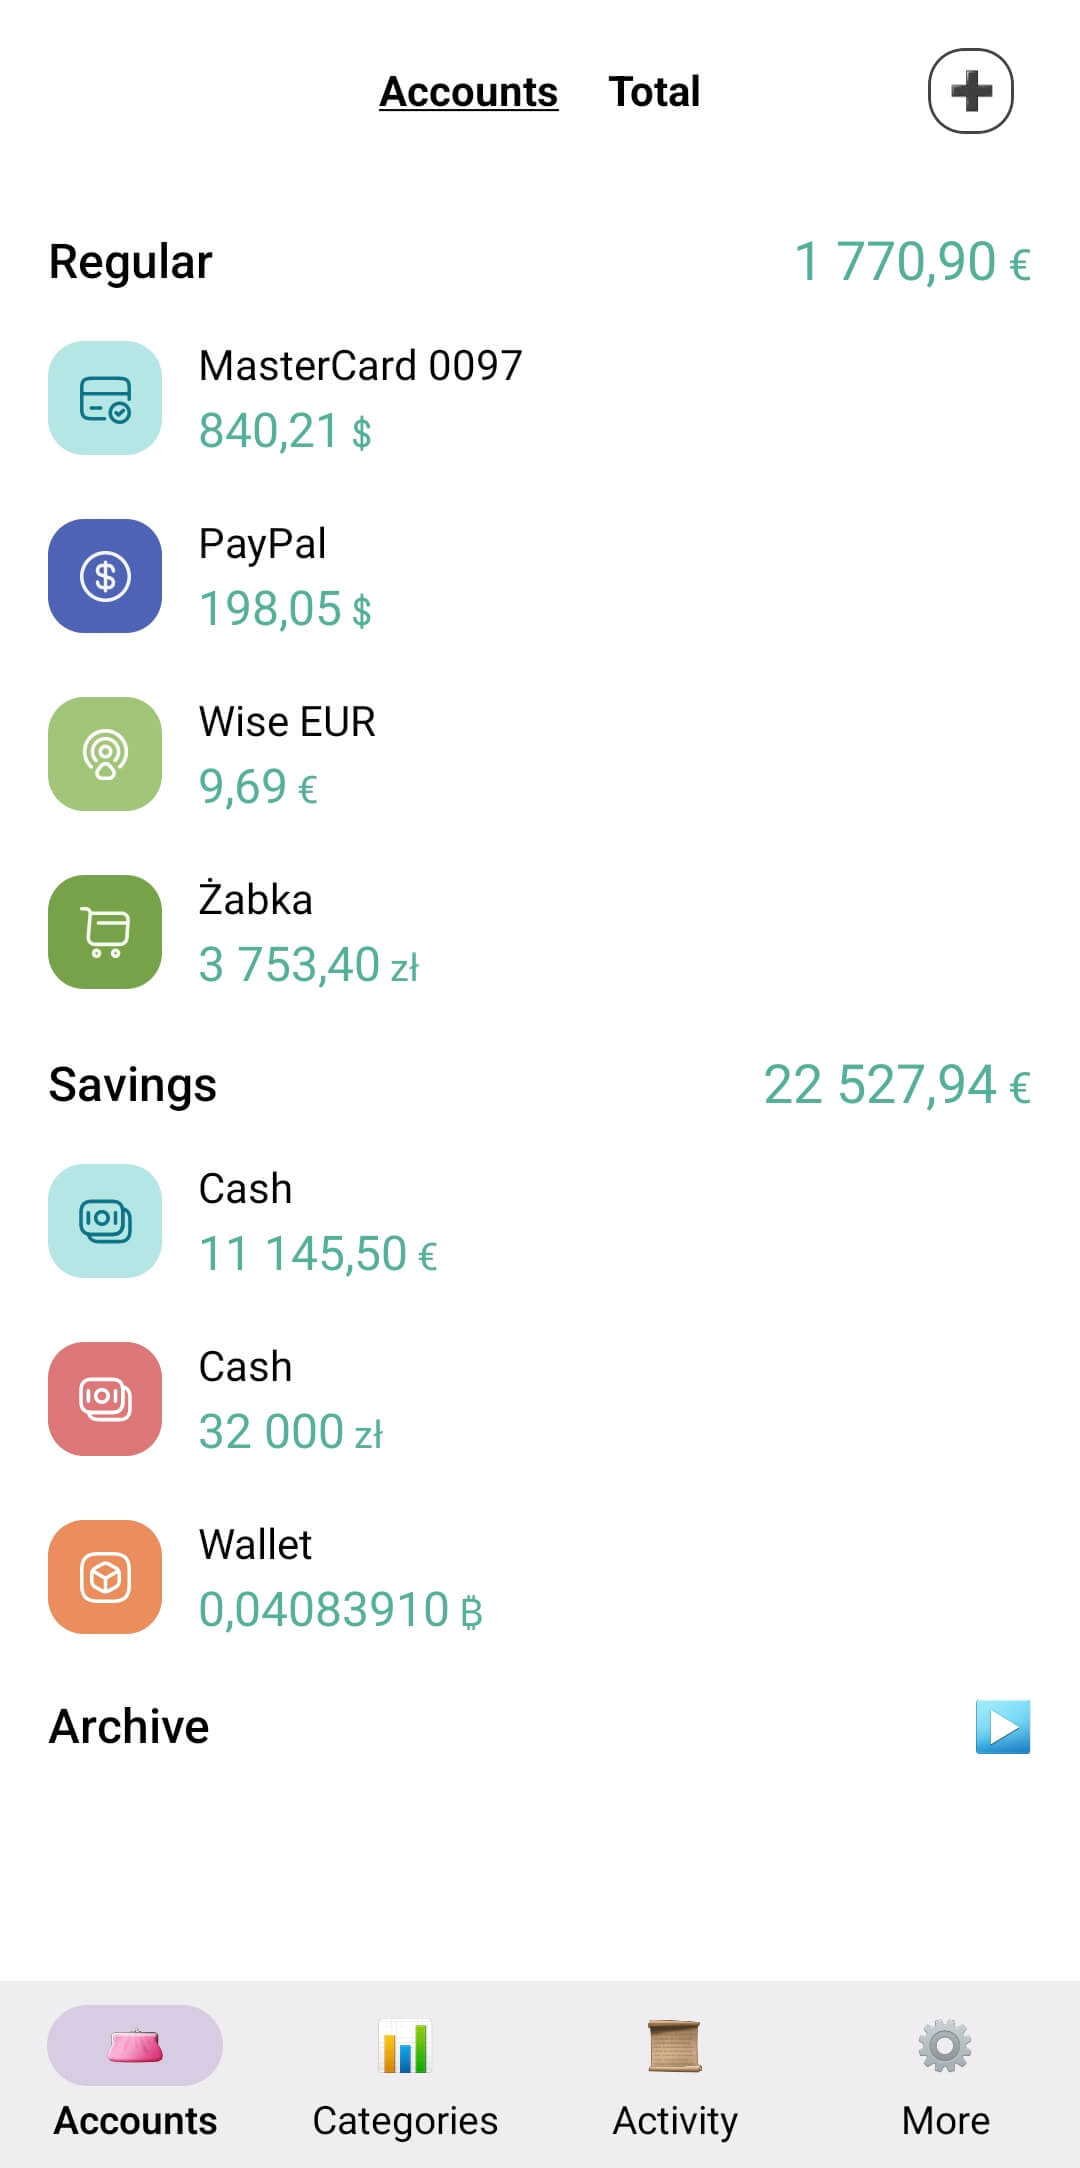 Accounts Total
Regular 1 770,90 €
MasterCard 0097
840,21 $
PayPal
198,05 $
Wise EUR
9,69 €
Żabka
3 753,40 zł
Savings 22 527,94 €
Cash
11 145,50 €
Cash
32 000 zł
Wallet
0,04083910 ₿
Archive
Accounts Categories Activity More